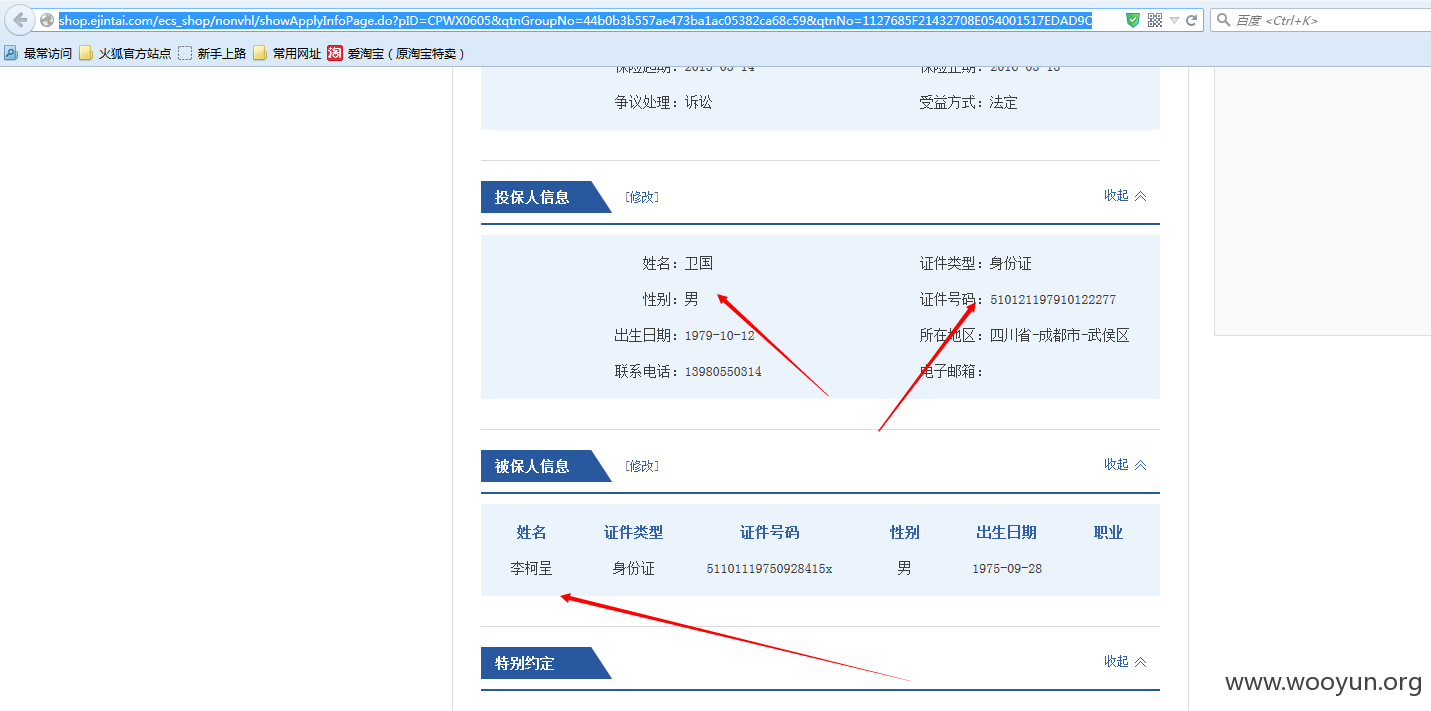 shop.ejintai.com/ecs_shop/nonvhl/showApplyInfoPage.do?pID=CPWX0605&qtnGroupNo=44b0b3b557ae473ba1ac05382ca68c59&qtnNo=1127685F21432708E054001517EDAD9C
百度 <Ctrl+K>
最常访问 火狐官方站点 新手上路 常用网址 淘 爱淘宝（原淘宝特卖）
争议处理：诉讼 受益方式：法定
投保人信息 [修改] 收起
姓名：卫国 证件类型：身份证
性别：男 证件号码：510121197910122277
出生日期：1979-10-12 所在地区：四川省-成都市-武侯区
联系电话：13980550314 电子邮箱：
被保人信息 [修改] 收起
姓名 证件类型 证件号码 性别 出生日期 职业
李柯呈 身份证 51101119750928415x 男 1975-09-28
特别约定 收起
www.wooyun.org